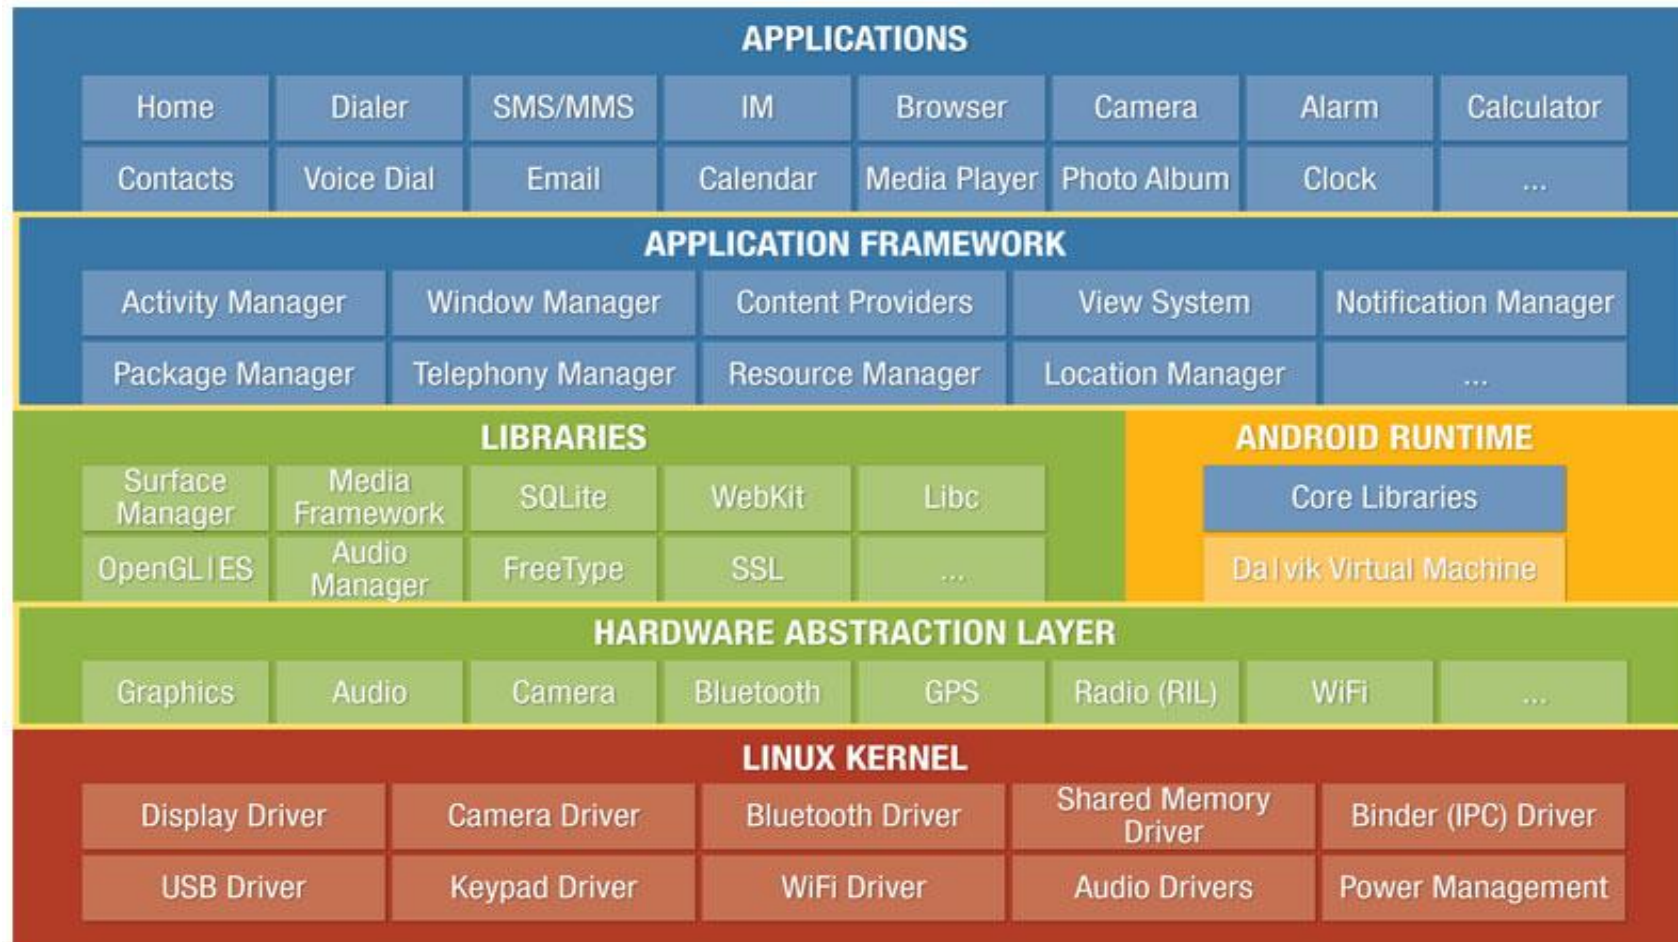 APPLICATIONS
Home Dialer SMS/MMS IM Browser Camera Alarm Calculator
Contacts Voice Dial Email Calendar Media Player Photo Album Clock ...
APPLICATION FRAMEWORK
Activity Manager Window Manager Content Providers View System Notification Manager
Package Manager Telephony Manager Resource Manager Location Manager ...
LIBRARIES
Surface
Manager
Media
Framework
SQLite
WebKit
Libc
OpenGL|ES
Audio
Manager
FreeType
SSL
...
ANDROID RUNTIME
Core Libraries
Dalvik Virtual Machine
HARDWARE ABSTRACTION LAYER
Graphics Audio Camera Bluetooth GPS Radio (RIL) WiFi ...
LINUX KERNEL
Display Driver
Camera Driver
Bluetooth Driver
Shared Memory
Driver
Binder (IPC) Driver
USB Driver Keypad Driver WiFi Driver Audio Drivers Power Management